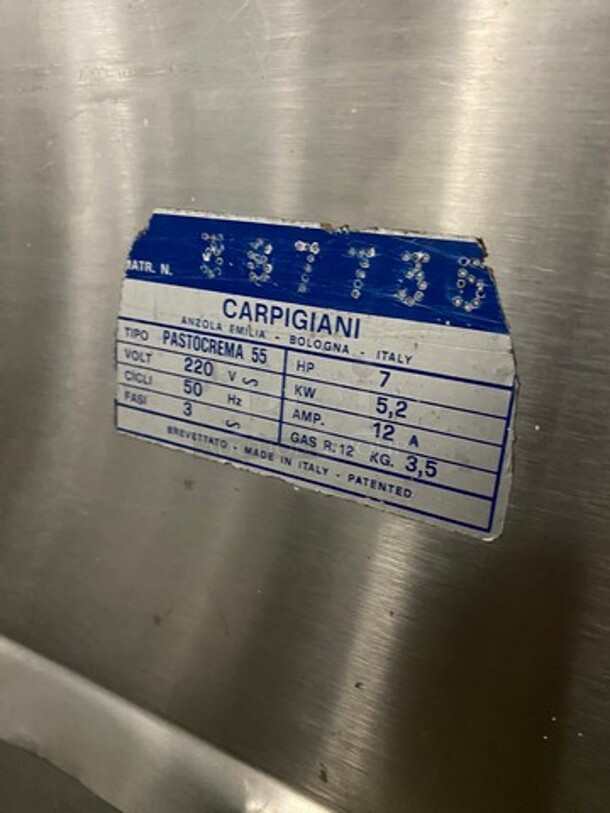 MATR. N.
CARPIGIANI
ANZOLA EMILIA - BOLOGNA - ITALY
TIPO PASTOCREMA 55
VOLT 220 V
CICLI 50 Hz
FASI 3
HP 7
KW 5,2
AMP. 12 A
GAS R.12 KG. 3,5
BREVETTATO - MADE IN ITALY - PATENTED